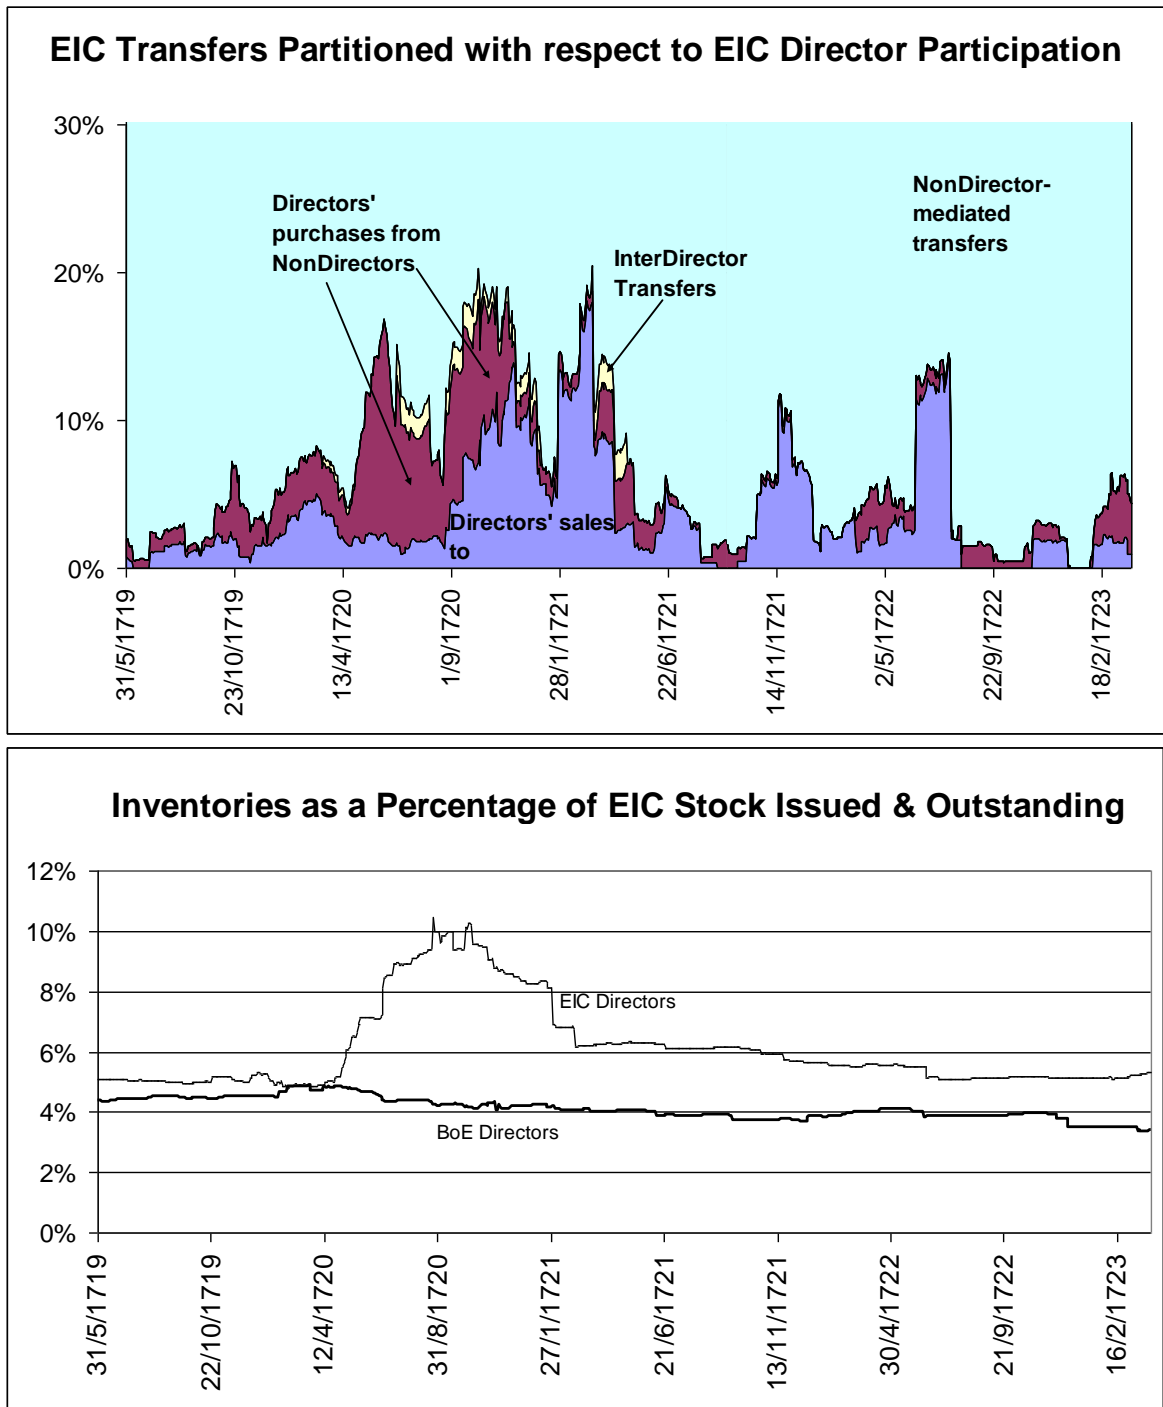 EIC Transfers Partitioned with respect to EIC Director Participation
30%
20%
10%
0%
Directors'
purchases from
NonDirectors
InterDirector
Transfers
NonDirector-
mediated
transfers
Directors' sales
to
31/5/1719
23/10/1719
13/4/1720
1/9/1720
28/1/1721
22/6/1721
14/11/1721
2/5/1722
22/9/1722
18/2/1723
Inventories as a Percentage of EIC Stock Issued & Outstanding
12%
10%
8%
6%
4%
2%
0%
EIC Directors
BoE Directors
31/5/1719
22/10/1719
12/4/1720
31/8/1720
27/1/1721
21/6/1721
13/11/1721
30/4/1722
21/9/1722
16/2/1723